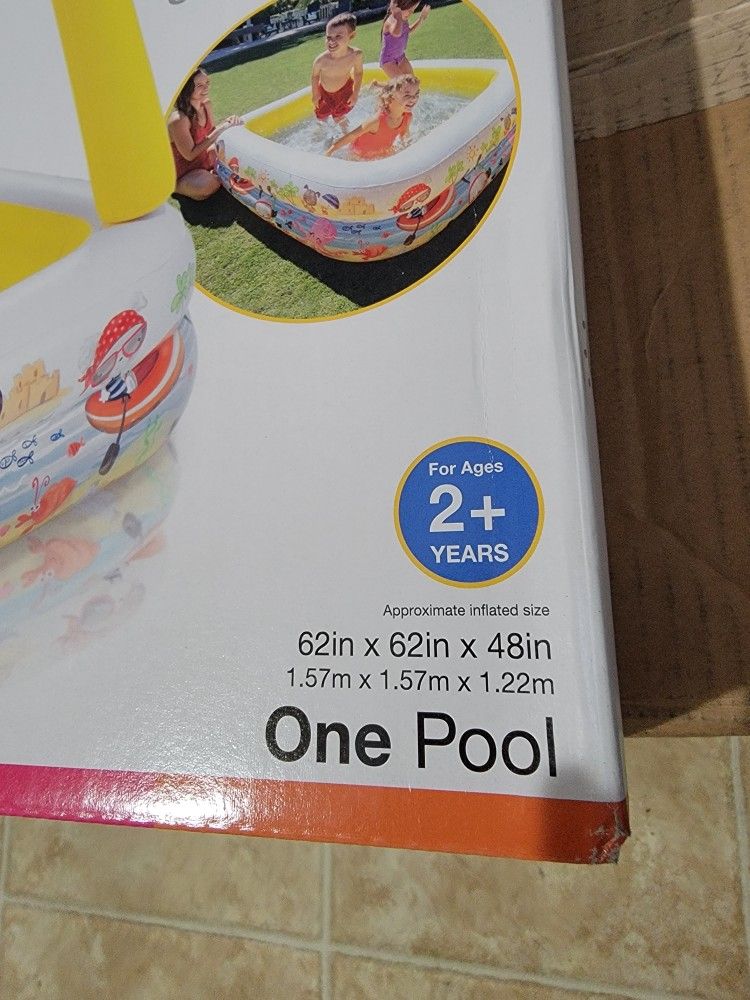 For Ages
2+
YEARS
Approximate inflated size
62in x 62in x 48in
1.57m x 1.57m x 1.22m
One Pool